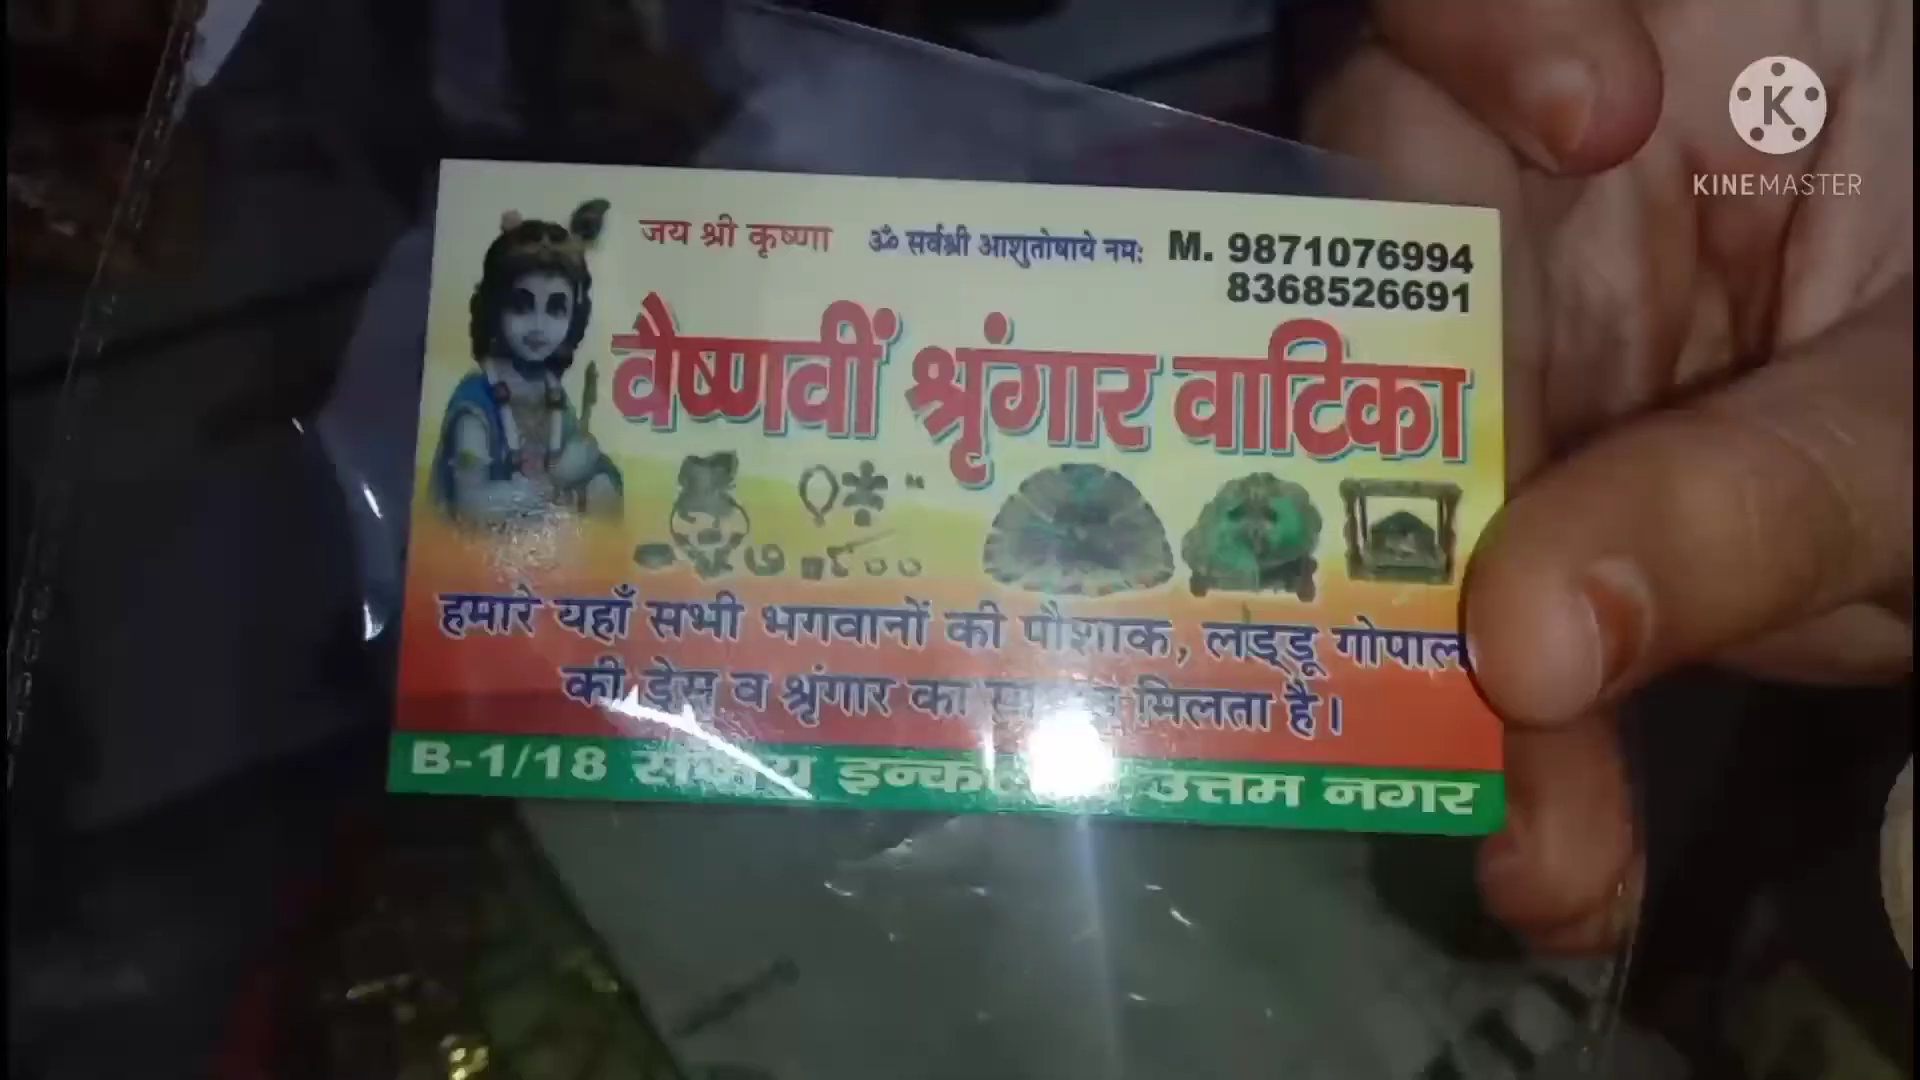 जय श्री कृष्णा ॐ सर्वश्री आशुतोषाये नमः M. 9871076994
8368526691
वैष्णवीं श्रृंगार वाटिका
हमारे यहाँ सभी भगवानों की पौशाक, लड्डू गोपाल
की ड्रेस व श्रृंगार का मिलता है।
B-1/18 उत्तम नगर
K
KINEMASTER